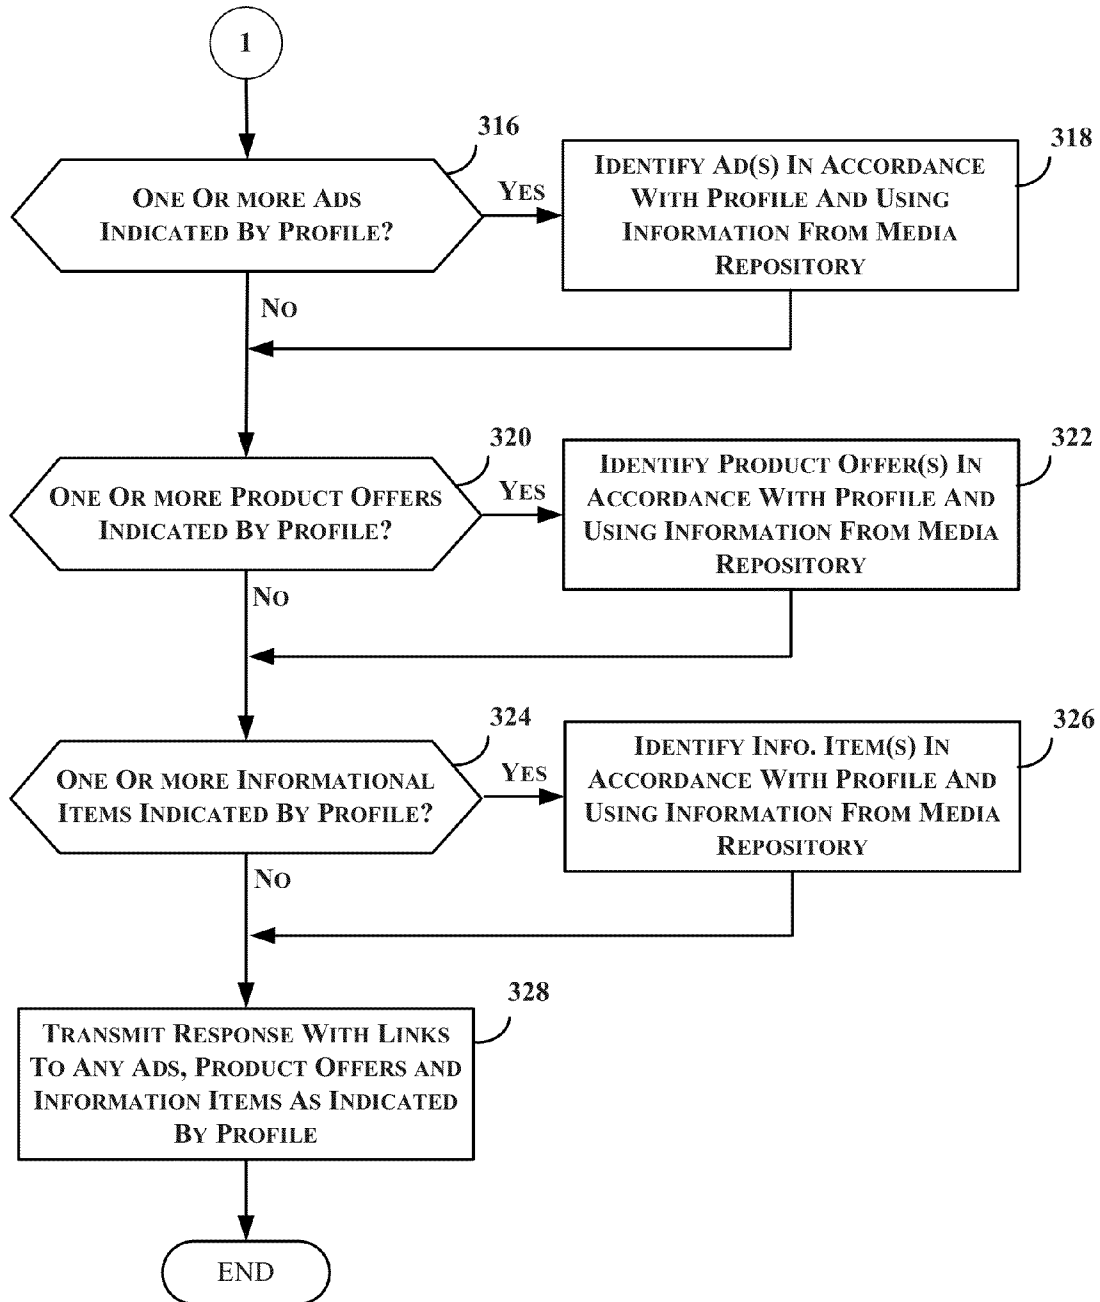 1
316
ONE OR MORE ADS
INDICATED BY PROFILE?
YES
318
IDENTIFY AD(S) IN ACCORDANCE
WITH PROFILE AND USING
INFORMATION FROM MEDIA
REPOSITORY
NO
320
ONE OR MORE PRODUCT OFFERS
INDICATED BY PROFILE?
YES
322
IDENTIFY PRODUCT OFFER(S) IN
ACCORDANCE WITH PROFILE AND
USING INFORMATION FROM MEDIA
REPOSITORY
NO
324
ONE OR MORE INFORMATIONAL
ITEMS INDICATED BY PROFILE?
YES
326
IDENTIFY INFO. ITEM(S) IN
ACCORDANCE WITH PROFILE AND
USING INFORMATION FROM MEDIA
REPOSITORY
NO
328
TRANSMIT RESPONSE WITH LINKS
TO ANY ADS, PRODUCT OFFERS AND
INFORMATION ITEMS AS INDICATED
BY PROFILE
END